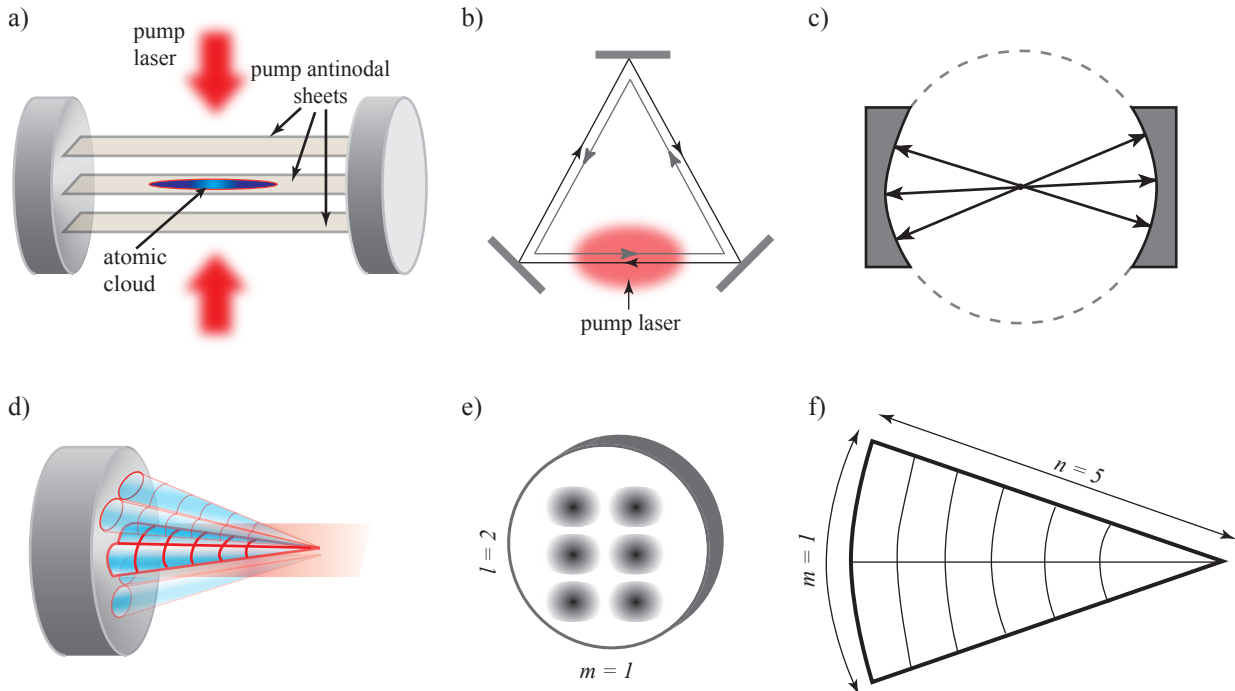 a)
pump
laser
pump antinodal
sheets
atomic
cloud
b)
pump laser
c)
d)
e)
l = 2
m = 1
f)
n = 5
m = 1